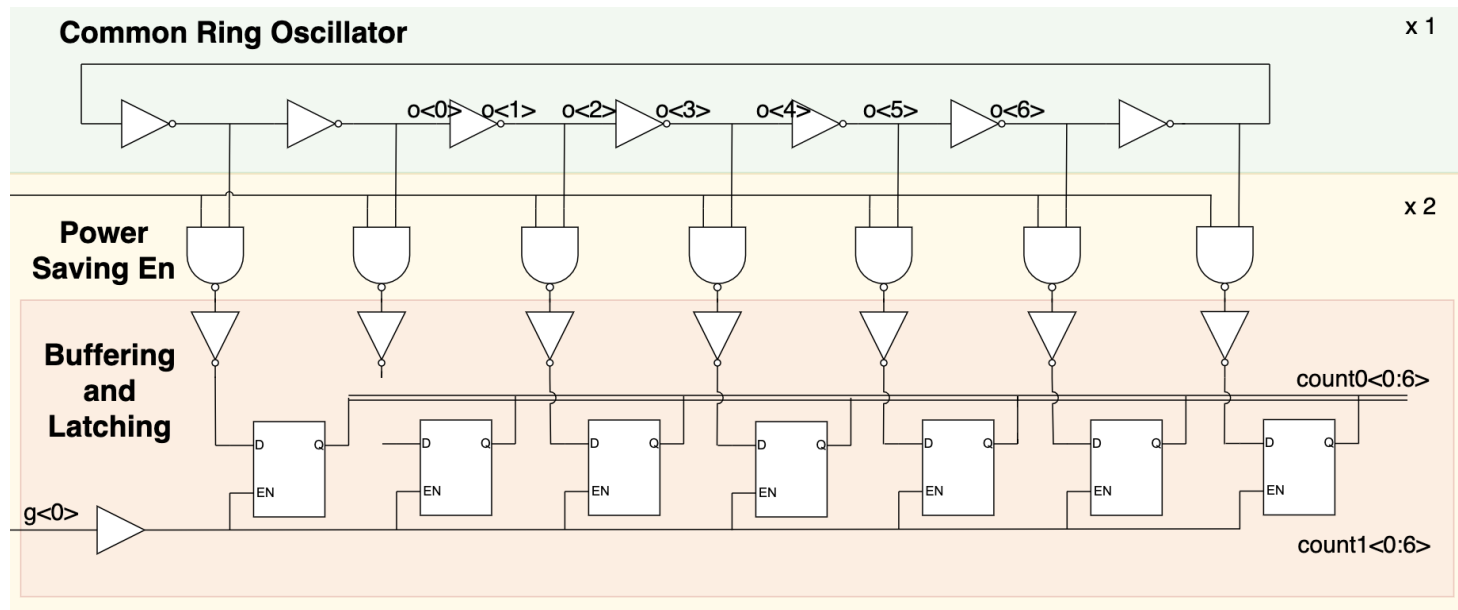 Common Ring Oscillator
x 1
o<0> o<1> o<2> o<3> o<4> o<5> o<6>
x 2
Power
Saving En
Buffering
and
Latching
count0<0:6>
D Q D Q D Q D Q D Q D Q D Q
EN EN EN EN EN EN EN
g<0>
count1<0:6>